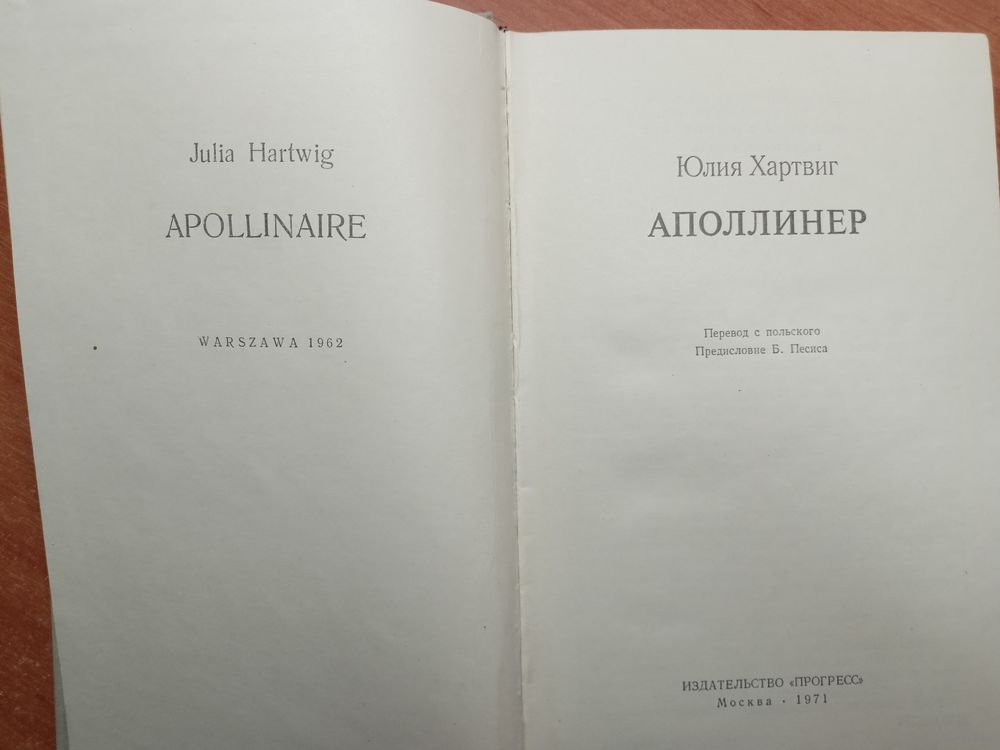 Julia Hartwig
APOLLINAIRE
WARSZAWA 1962
Юлия Хартвиг
АПОЛЛИНЕР
Перевод с польского
Предисловие Б. Песиса
ИЗДАТЕЛЬСТВО «ПРОГРЕСС»
Москва · 1971